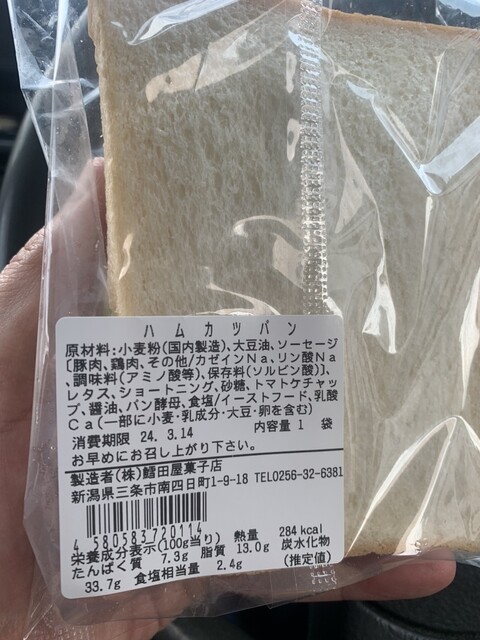 ハムカツパン
原材料:小麦粉(国内製造)、大豆油、ソーセージ
〔豚肉、鶏肉、その他/カゼインNa、リン酸Na
、調味料(アミノ酸等)、保存料(ソルビン酸)〕、
レタス、ショートニング、砂糖、トマトケチャッ
プ、醤油、パン酵母、食塩/イーストフード、乳酸
Ca(一部に小麦・乳成分・大豆・卵を含む)
内容量 1 袋
消費期限 24. 3.14
お早めにお召し上がり下さい。
製造者(株)鱈田屋菓子店
新潟県三条市南四日町1-9-18 TEL0256-32-6381
4 580583 720114
栄養成分表示(100g当り) 熱量 284kcal
たんぱく質 7.3g 脂質 13.0g 炭水化物
33.7g 食塩相当量 2.4g (推定値)